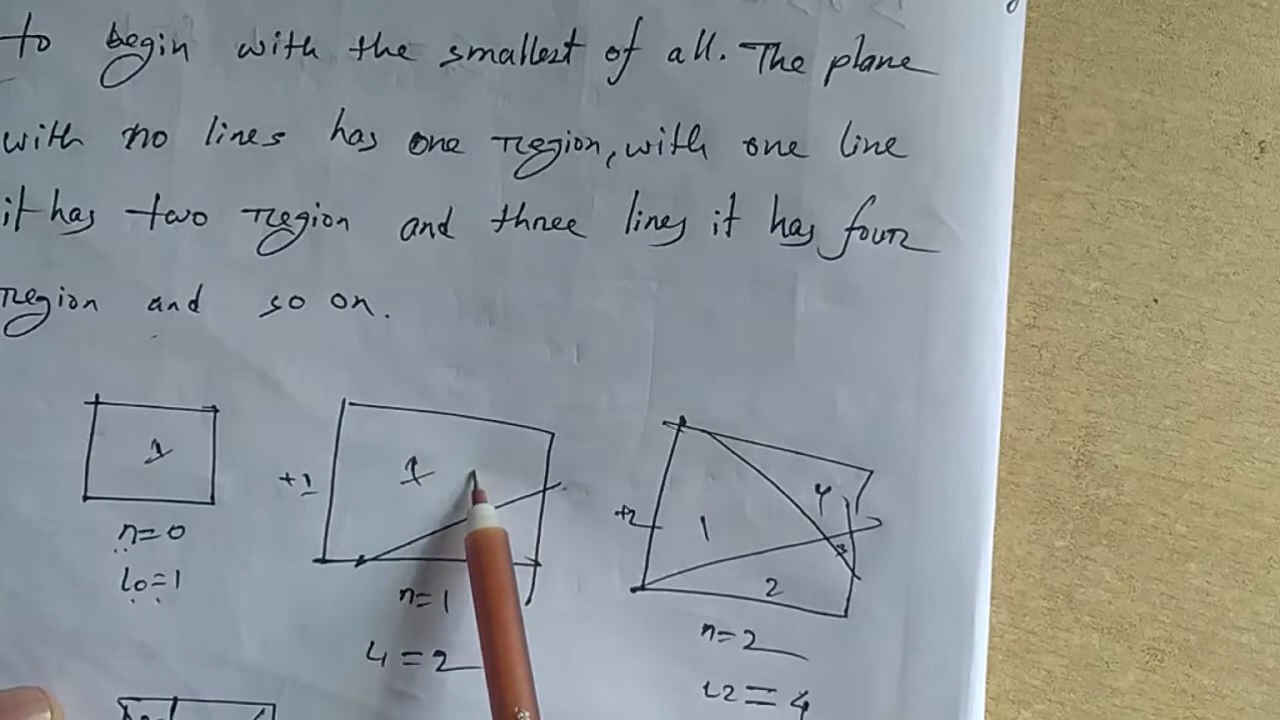 to begin with the smallest of all. The plane
with no lines has one region, with one line
it has two region and three lines it has four
region and so on.
1
n=0
L0=1
+1
1
n=1
L1=2
+2
1
2
3
4
n=2
L2=4